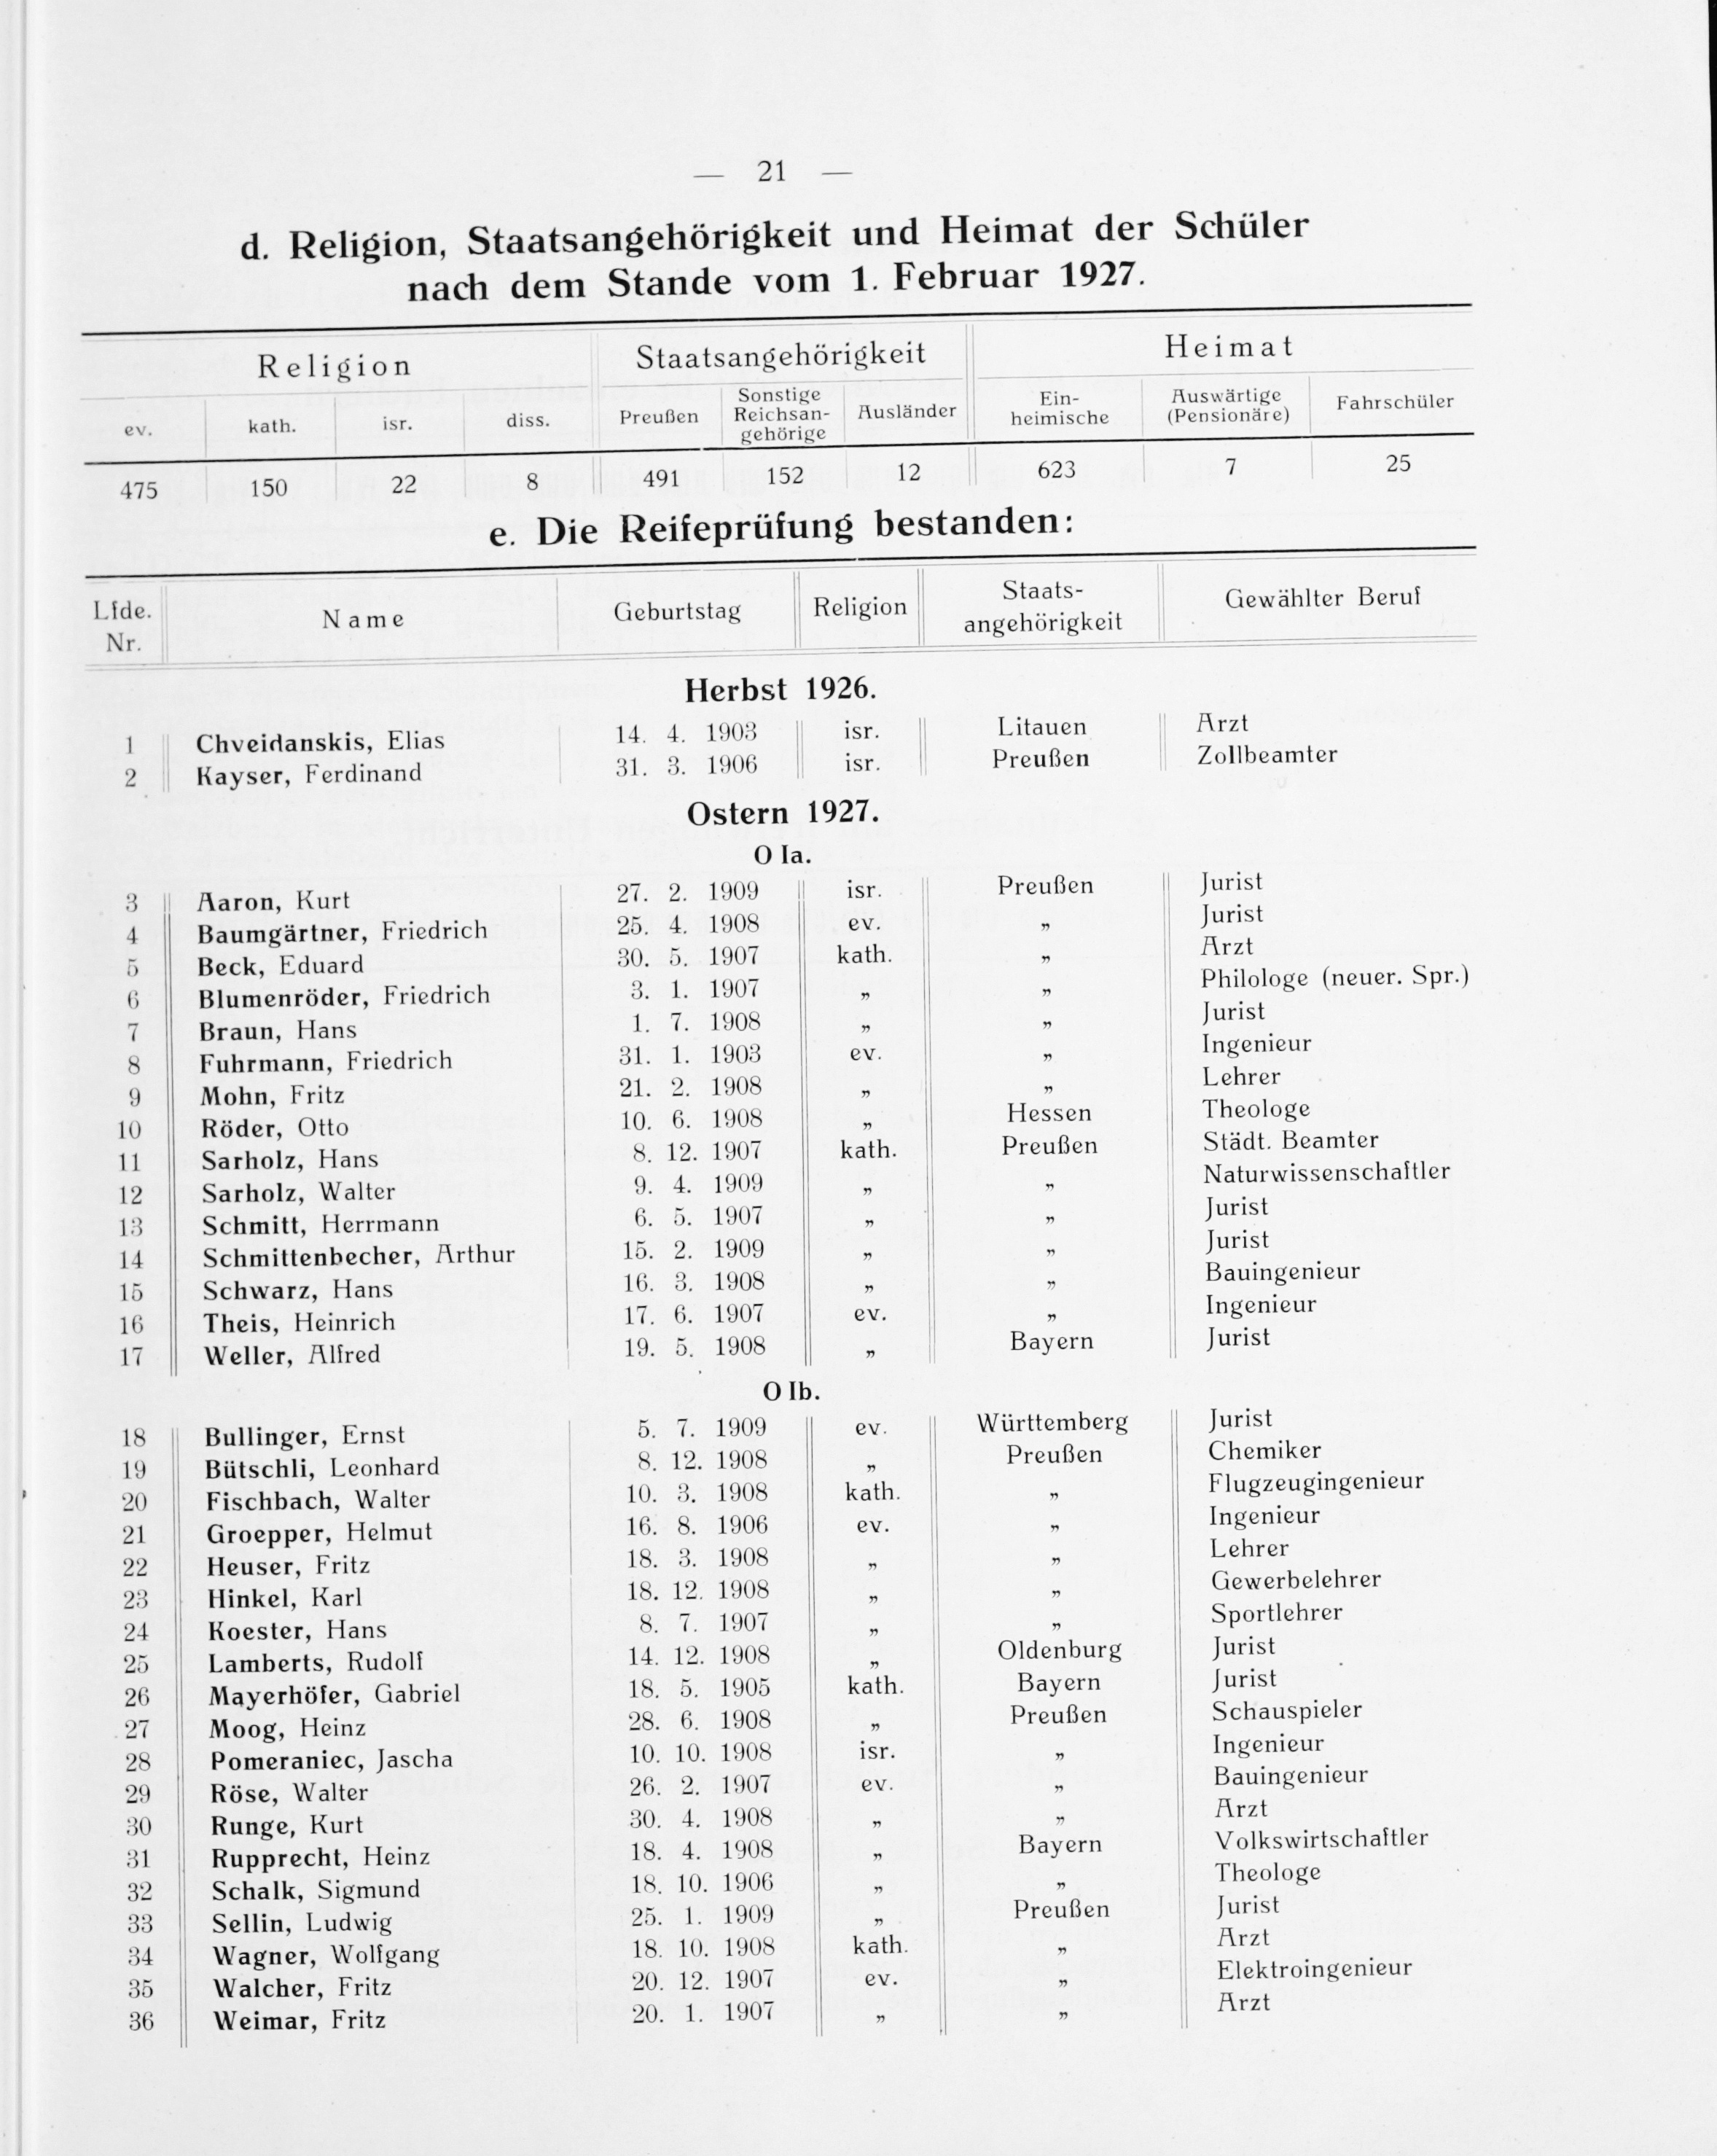 — 21 —
d. Religion, Staatsangehörigkeit und Heimat der Schüler
nach dem Stande vom 1. Februar 1927.
Religion Staatsangehörigkeit Heimat
ev. kath. isr. diss. Preußen Sonstige Reichsan-gehörige Ausländer Ein-heimische Auswärtige (Pensionäre) Fahrschüler
475 150 22 8 491 152 12 623 7 25
e. Die Reifeprüfung bestanden:
Lfde. Nr. Name Geburtstag Religion Staats-angehörigkeit Gewählter Beruf
Herbst 1926.
1 Chveidanskis, Elias 14. 4. 1903 isr. Litauen Arzt
2 Kayser, Ferdinand 31. 3. 1906 isr. Preußen Zollbeamter
Ostern 1927.
O Ia.
3 Aaron, Kurt 27. 2. 1909 isr. Preußen Jurist
4 Baumgärtner, Friedrich 25. 4. 1908 ev. „ Jurist
5 Beck, Eduard 30. 5. 1907 kath. „ Arzt
6 Blumenröder, Friedrich 3. 1. 1907 „ „ Philologe (neuer. Spr.)
7 Braun, Hans 1. 7. 1908 „ „ Jurist
8 Fuhrmann, Friedrich 31. 1. 1903 ev. „ Ingenieur
9 Mohn, Fritz 21. 2. 1908 „ „ Lehrer
10 Röder, Otto 10. 6. 1908 „ Hessen Theologe
11 Sarholz, Hans 8. 12. 1907 kath. Preußen Städt. Beamter
12 Sarholz, Walter 9. 4. 1909 „ „ Naturwissenschaftler
13 Schmitt, Herrmann 6. 5. 1907 „ „ Jurist
14 Schmittenbecher, Arthur 15. 2. 1909 „ „ Jurist
15 Schwarz, Hans 16. 3. 1908 „ „ Bauingenieur
16 Theis, Heinrich 17. 6. 1907 ev. „ Ingenieur
17 Weller, Alfred 19. 5. 1908 „ Bayern Jurist
O Ib.
18 Bullinger, Ernst 5. 7. 1909 ev. Württemberg Jurist
19 Bütschli, Leonhard 8. 12. 1908 „ Preußen Chemiker
20 Fischbach, Walter 10. 3. 1908 kath. „ Flugzeugingenieur
21 Groepper, Helmut 16. 8. 1906 ev. „ Ingenieur
22 Heuser, Fritz 18. 3. 1908 „ „ Lehrer
23 Hinkel, Karl 18. 12. 1908 „ „ Gewerbelehrer
24 Koester, Hans 8. 7. 1907 „ „ Sportlehrer
25 Lamberts, Rudolf 14. 12. 1908 „ Oldenburg Jurist
26 Mayerhöfer, Gabriel 18. 5. 1905 kath. Bayern Jurist
27 Moog, Heinz 28. 6. 1908 „ Preußen Schauspieler
28 Pomeraniec, Jascha 10. 10. 1908 isr. „ Ingenieur
29 Röse, Walter 26. 2. 1907 ev. „ Bauingenieur
30 Runge, Kurt 30. 4. 1908 „ „ Arzt
31 Rupprecht, Heinz 18. 4. 1908 „ Bayern Volkswirtschaftler
32 Schalk, Sigmund 18. 10. 1906 „ „ Theologe
33 Sellin, Ludwig 25. 1. 1909 „ Preußen Jurist
34 Wagner, Wolfgang 18. 10. 1908 kath. „ Arzt
35 Walcher, Fritz 20. 12. 1907 ev. „ Elektroingenieur
36 Weimar, Fritz 20. 1. 1907 „ „ Arzt